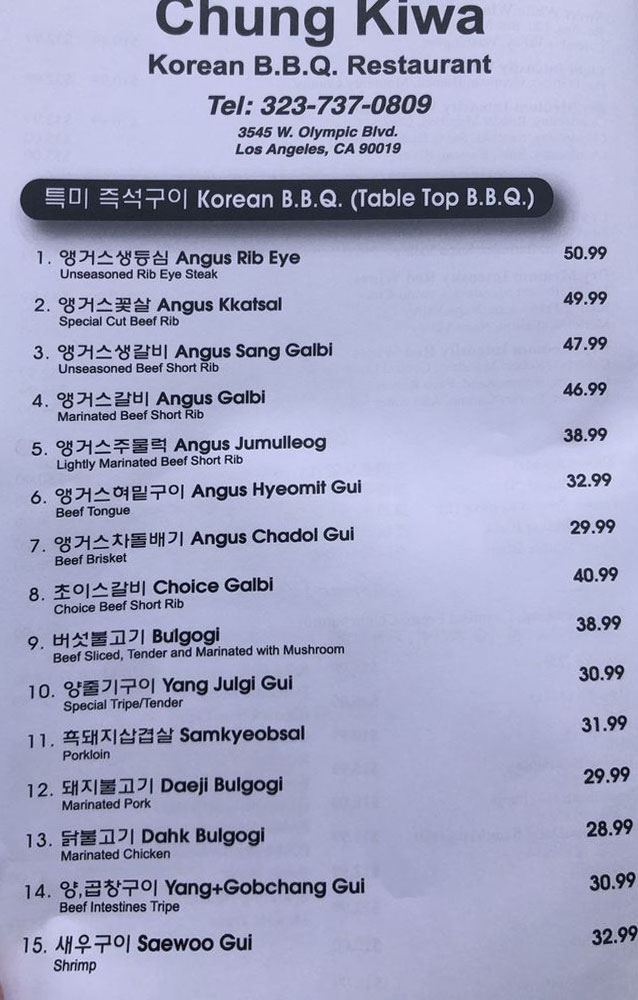 Chung Kiwa
Korean B.B.Q. Restaurant
Tel: 323-737-0809
3545 W. Olympic Blvd.
Los Angeles, CA 90019
특미 즉석구이 Korean B.B.Q. (Table Top B.B.Q.)
1. 앵거스생등심 Angus Rib Eye 50.99
Unseasoned Rib Eye Steak
2. 앵거스꽃살 Angus Kkatsal 49.99
Special Cut Beef Rib
3. 앵거스생갈비 Angus Sang Galbi 47.99
Unseasoned Beef Short Rib
4. 앵거스갈비 Angus Galbi 46.99
Marinated Beef Short Rib
5. 앵거스주물럭 Angus Jumulleog 38.99
Lightly Marinated Beef Short Rib
6. 앵거스혀밑구이 Angus Hyeomit Gui 32.99
Beef Tongue
7. 앵거스차돌배기 Angus Chadol Gui 29.99
Beef Brisket
8. 초이스갈비 Choice Galbi 40.99
Choice Beef Short Rib
9. 버섯불고기 Bulgogi 38.99
Beef Sliced, Tender and Marinated with Mushroom
10. 양줄기구이 Yang Julgi Gui 30.99
Special Tripe/Tender
11. 흑돼지삼겹살 Samkyeobsal 31.99
Porkloin
12. 돼지불고기 Daeji Bulgogi 29.99
Marinated Pork
13. 닭불고기 Dahk Bulgogi 28.99
Marinated Chicken
14. 양,곱창구이 Yang+Gobchang Gui 30.99
Beef Intestines Tripe
15. 새우구이 Saewoo Gui 32.99
Shrimp